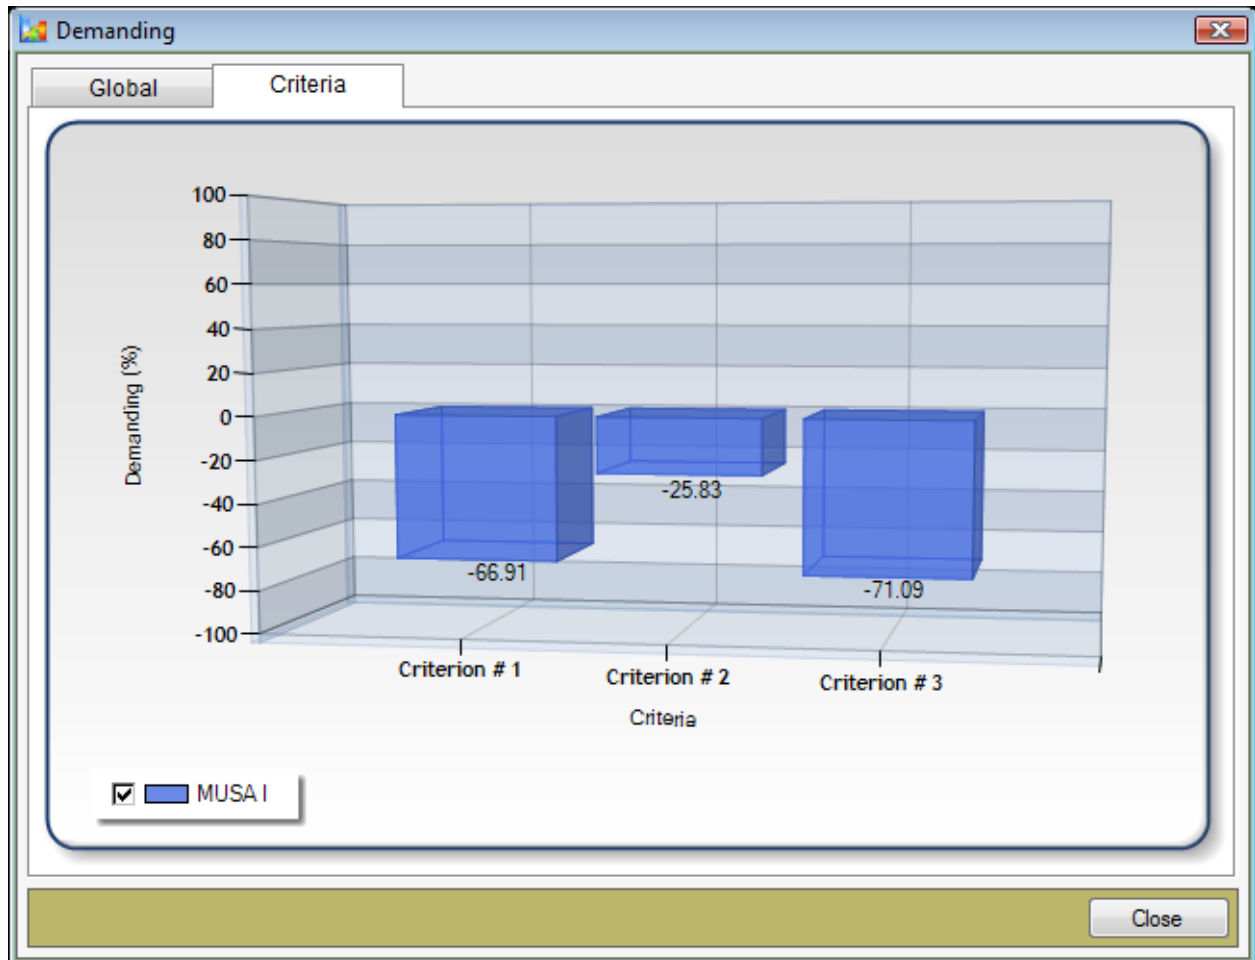 Demanding
Global
Criteria
100
80
60
40
20
0
-20
-40
-60
-80
-100
Demanding (%)
-66.91
-25.83
-71.09
Criterion # 1
Criterion # 2
Criterion # 3
Criteria
MUSA I
Close